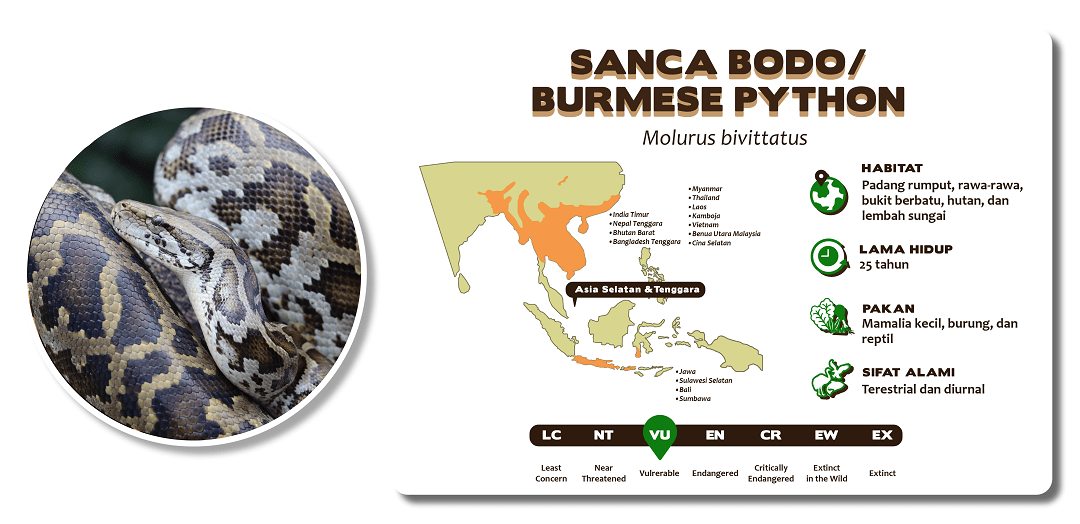 SANCA BODO/
BURMESE PYTHON
Molurus bivittatus
•India Timur
•Nepal Tenggara
•Bhutan Barat
•Bangladesh Tenggara
•Myanmar
•Thailand
•Laos
•Kamboja
•Vietnam
•Benua Utara Malaysia
•Cina Selatan
Asia Selatan & Tenggara
•Jawa
•Sulawesi Selatan
•Bali
•Sumbawa
HABITAT
Padang rumput, rawa-rawa,
bukit berbatu, hutan, dan
lembah sungai
LAMA HIDUP
25 tahun
PAKAN
Mamalia kecil, burung, dan
reptil
SIFAT ALAMI
Terestrial dan diurnal
LC NT VU EN CR EW EX
Least Concern
Near Threatened
Vulrerable
Endangered
Critically Endangered
Extinct in the Wild
Extinct